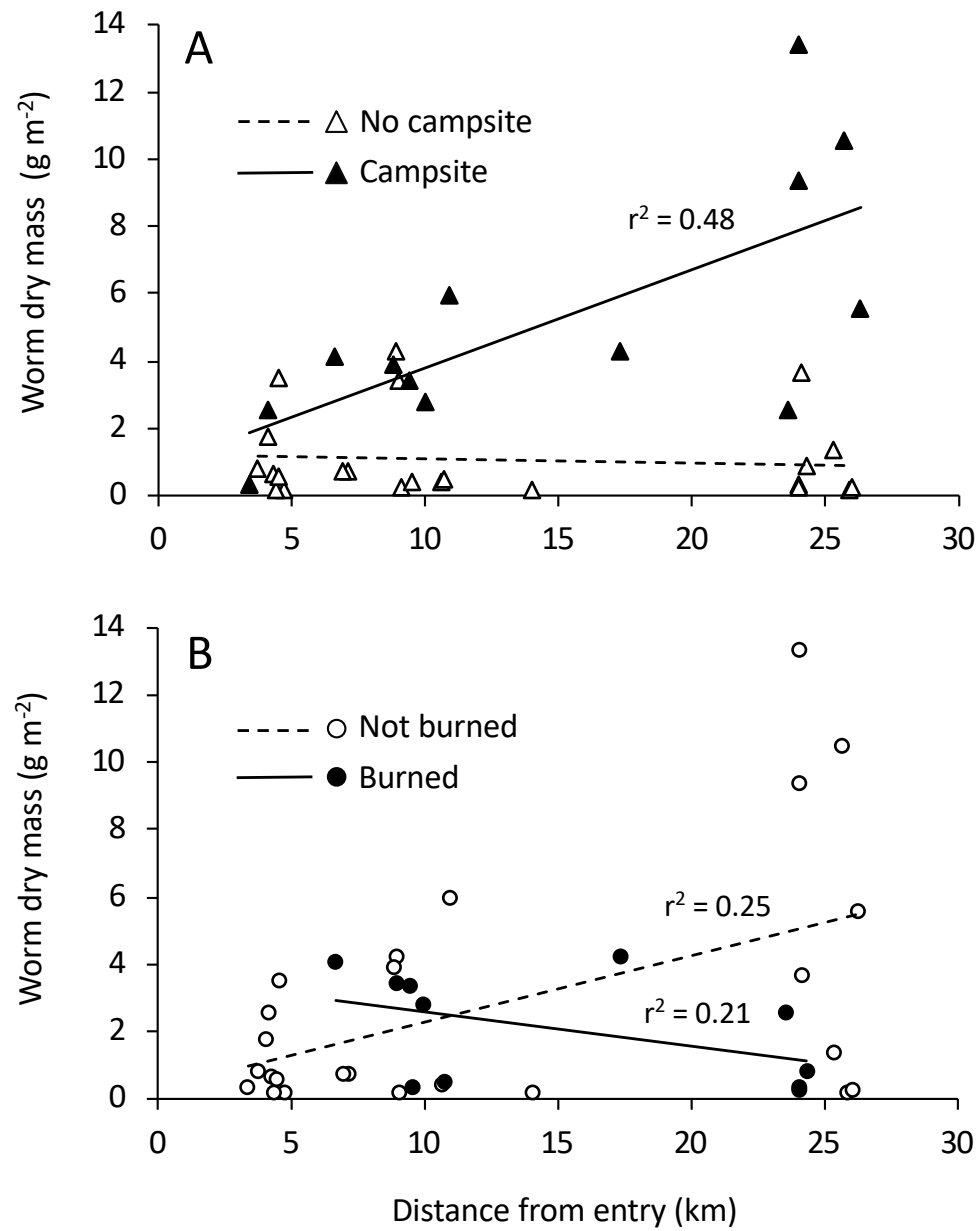 A
Worm dry mass (g m⁻²)
14
12
10
8
6
4
2
0
No campsite
Campsite
r² = 0.48
0 5 10 15 20 25 30
B
Worm dry mass (g m⁻²)
14
12
10
8
6
4
2
0
Not burned
Burned
r² = 0.25
r² = 0.21
0 5 10 15 20 25 30
Distance from entry (km)